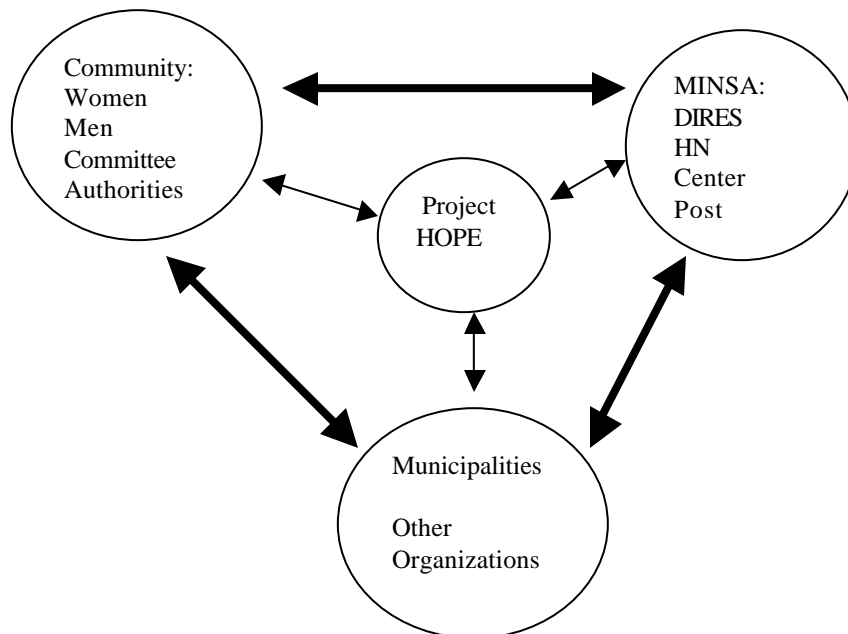 Community:
Women
Men
Committee
Authorities
MINSA:
DIRES
HN
Center
Post
Project
HOPE
Municipalities
Other
Organizations